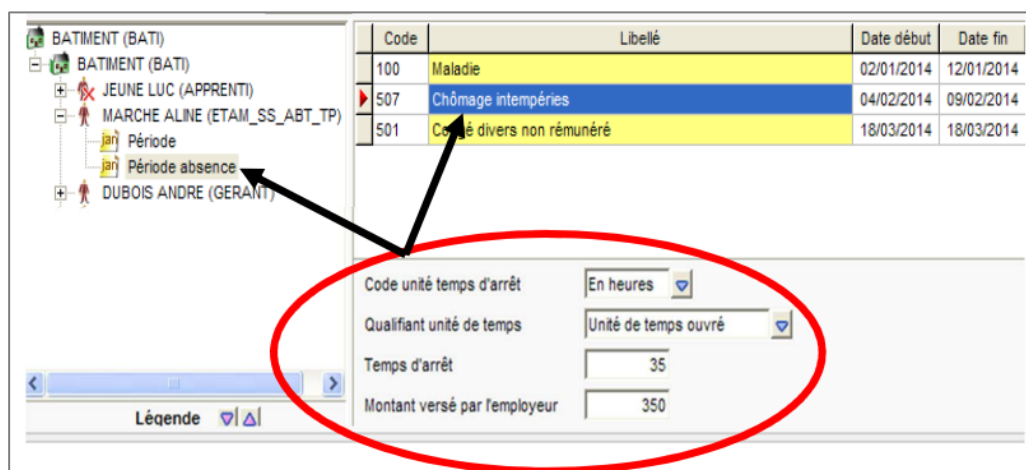 BATIMENT (BATI)
BATIMENT (BATI)
JEUNE LUC (APPRENTI)
MARCHE ALINE (ETAM_SS_ABT_TP)
Période
Période absence
DUBOIS ANDRE (GERANT)
Légende
Code Libellé Date début Date fin
100 Maladie 02/01/2014 12/01/2014
507 Chômage intempéries 04/02/2014 09/02/2014
501 Congé divers non rémunéré 18/03/2014 18/03/2014
Code unité temps d'arrêt En heures
Qualifiant unité de temps Unité de temps ouvré
Temps d'arrêt 35
Montant versé par l'employeur 350